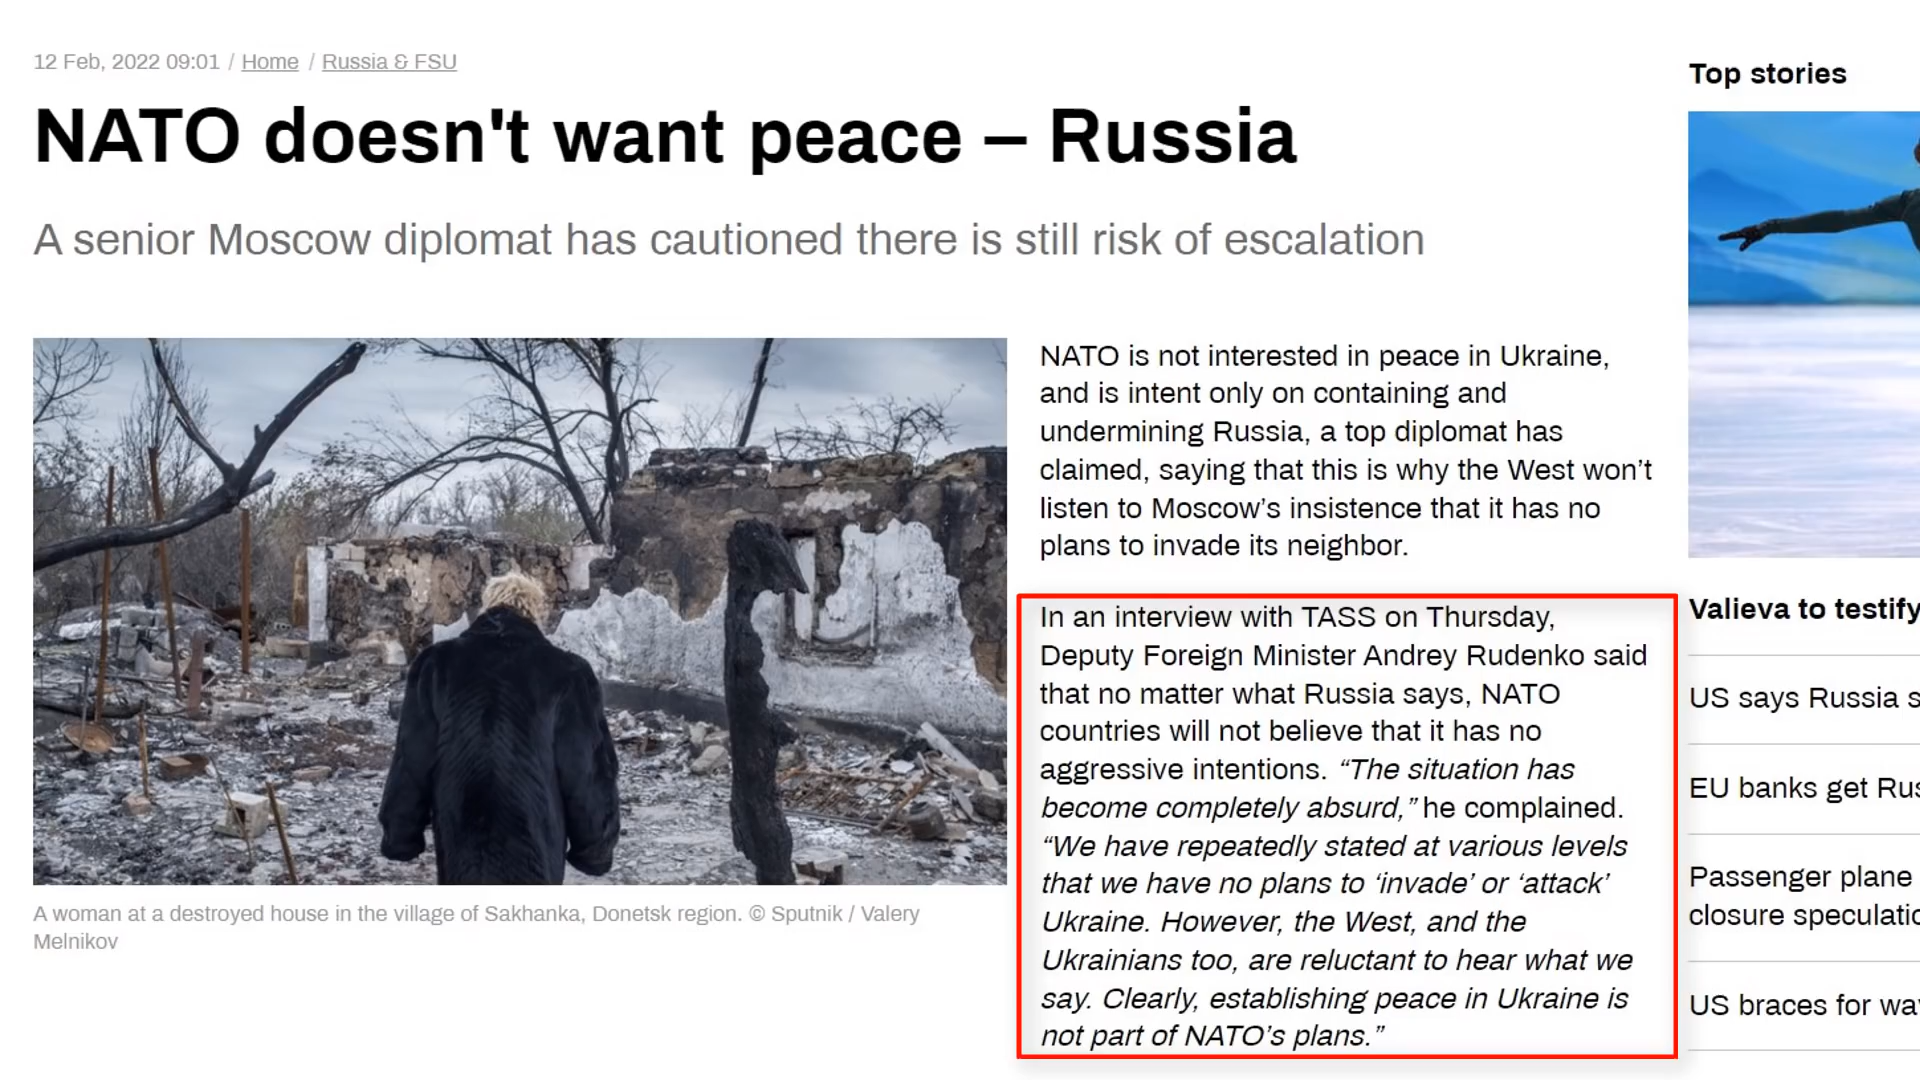 12 Feb, 2022 09:01 / Home / Russia & FSU
NATO doesn't want peace – Russia
A senior Moscow diplomat has cautioned there is still risk of escalation
A woman at a destroyed house in the village of Sakhanka, Donetsk region. © Sputnik / Valery
Melnikov
NATO is not interested in peace in Ukraine,
and is intent only on containing and
undermining Russia, a top diplomat has
claimed, saying that this is why the West won’t
listen to Moscow’s insistence that it has no
plans to invade its neighbor.
In an interview with TASS on Thursday,
Deputy Foreign Minister Andrey Rudenko said
that no matter what Russia says, NATO
countries will not believe that it has no
aggressive intentions. “The situation has
become completely absurd,” he complained.
“We have repeatedly stated at various levels
that we have no plans to ‘invade’ or ‘attack’
Ukraine. However, the West, and the
Ukrainians too, are reluctant to hear what we
say. Clearly, establishing peace in Ukraine is
not part of NATO’s plans.”
Top stories
Valieva to testify
US says Russia s
EU banks get Rus
Passenger plane
closure speculatio
US braces for wa